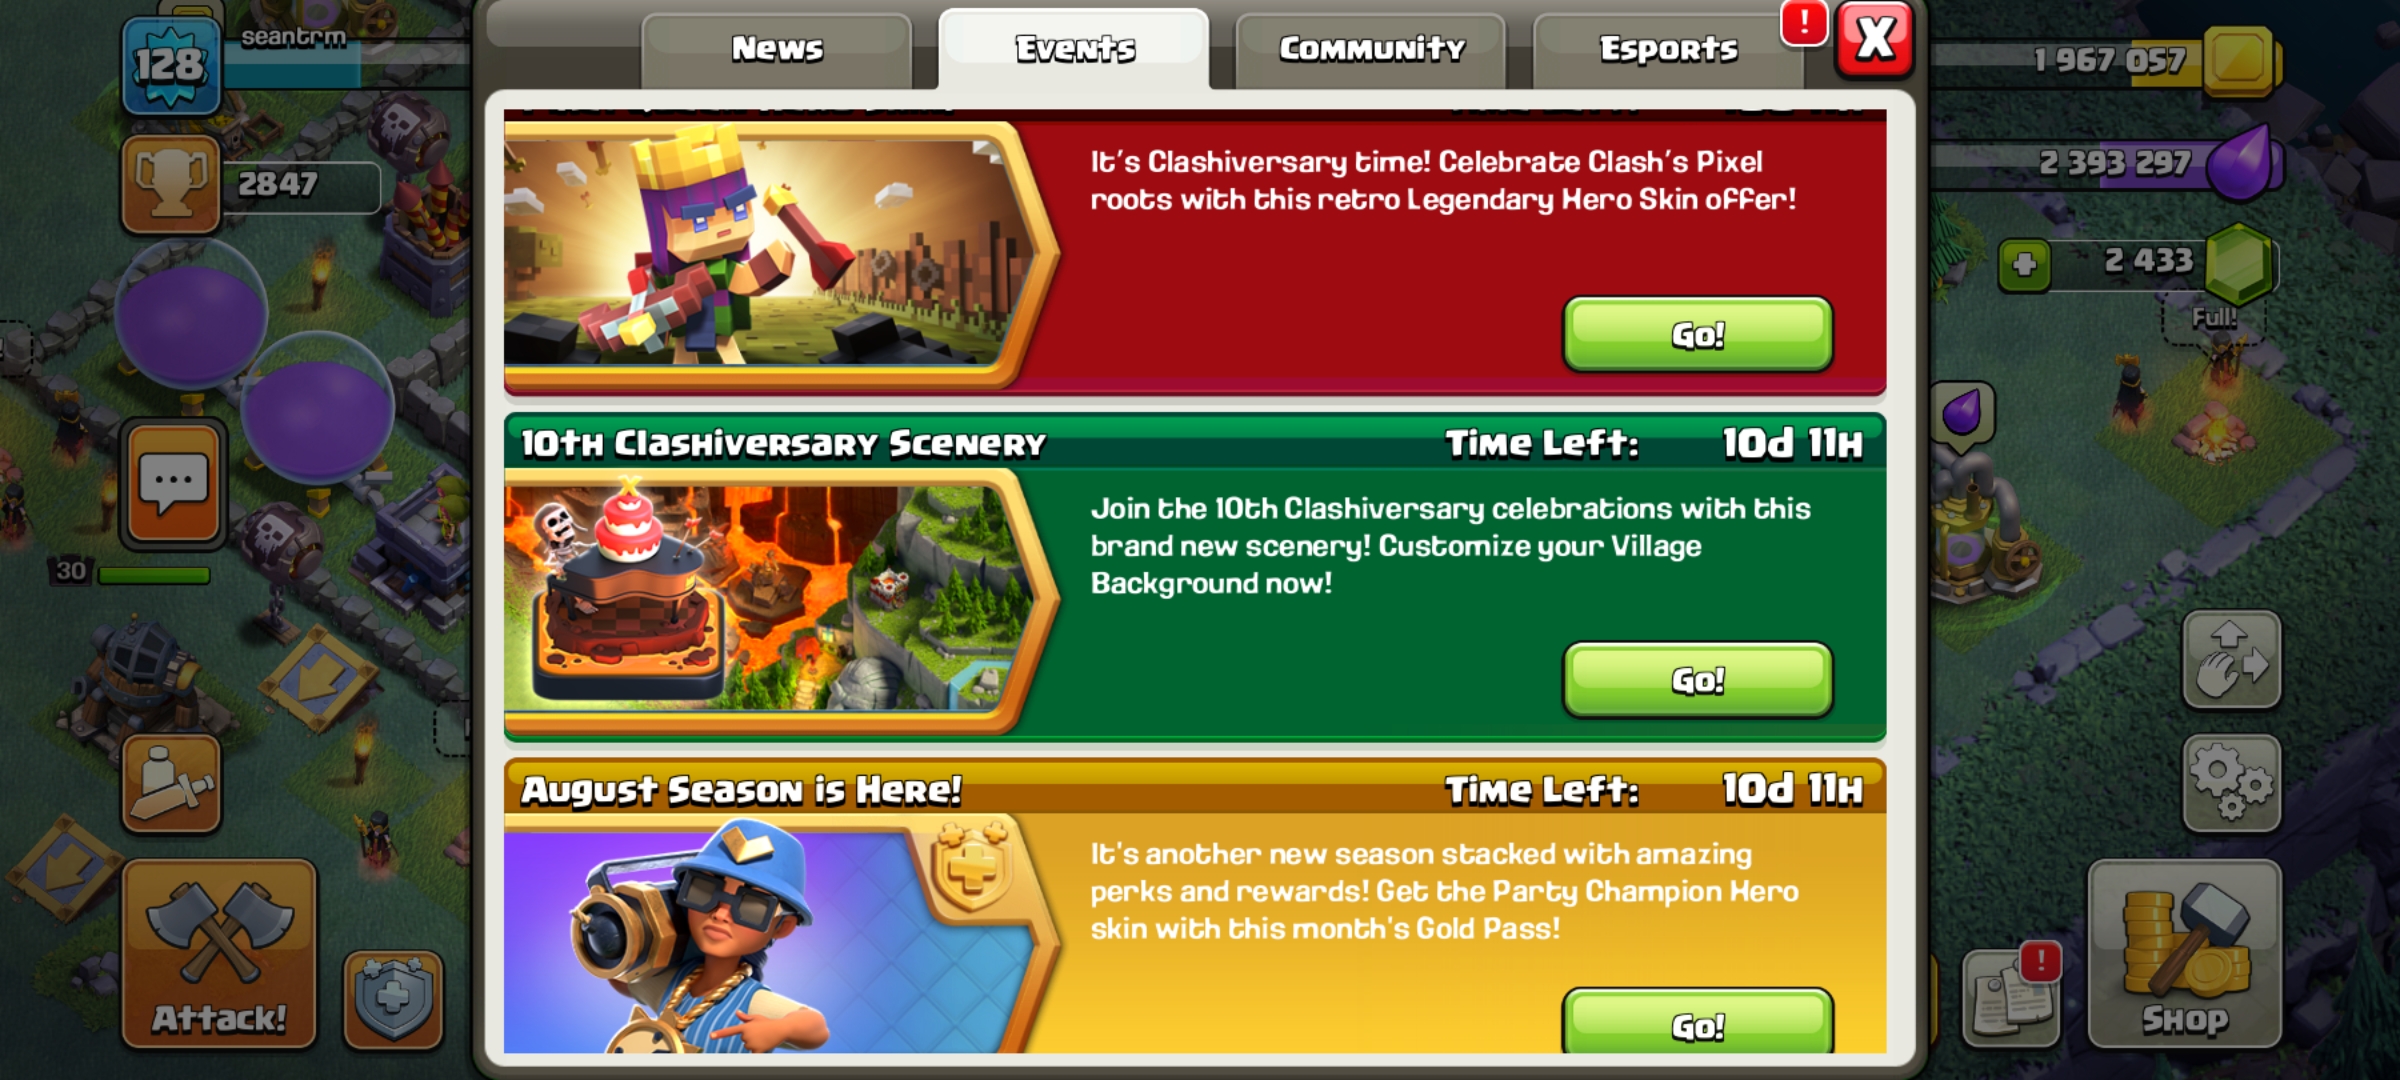 128
seantrm
News
Events
Community
Esports
!
X
1 967 057
2847
2 393 297
2 433
Full!
It's Clashiversary time! Celebrate Clash's Pixel
roots with this retro Legendary Hero Skin offer!
Go!
10th Clashiversary Scenery
Time Left:
10d 11H
Join the 10th Clashiversary celebrations with this
brand new scenery! Customize your Village
Background now!
Go!
30
August Season is Here!
Time Left:
10d 11H
It's another new season stacked with amazing
perks and rewards! Get the Party Champion Hero
skin with this month's Gold Pass!
Go!
Attack!
!
Shop